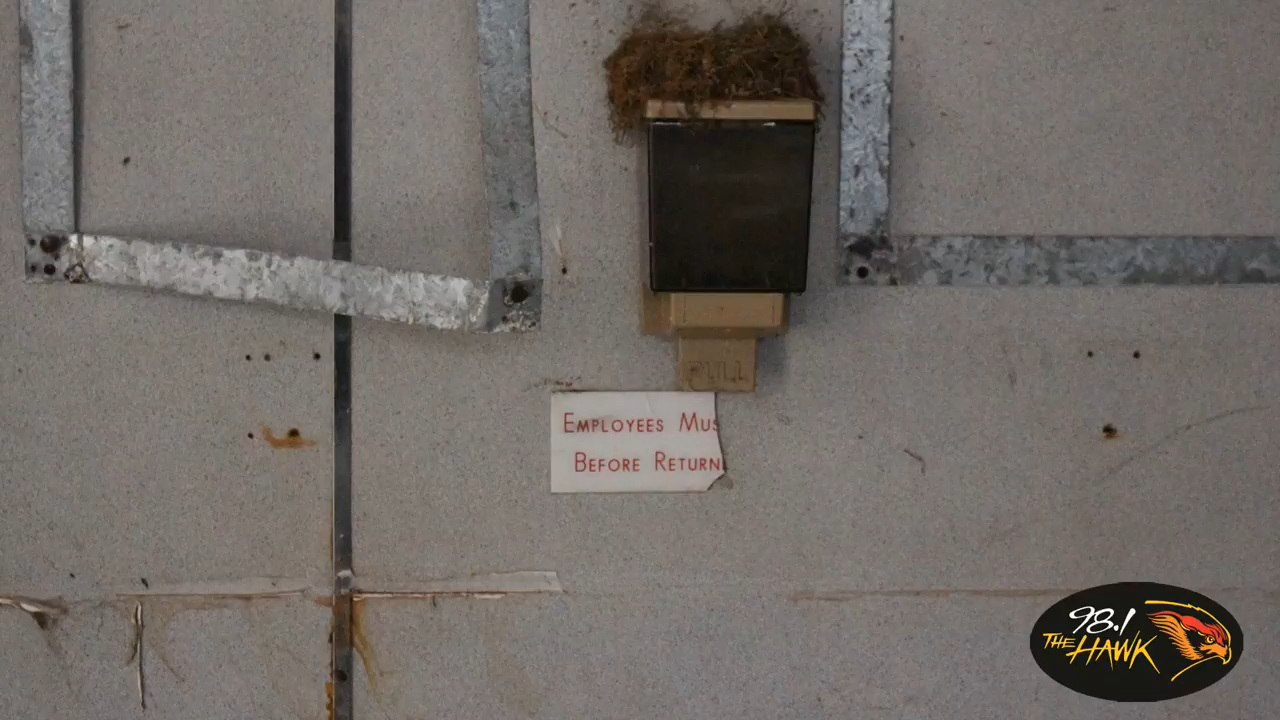 PULL
EMPLOYEES MUS
BEFORE RETURN
98.1
THE HAWK